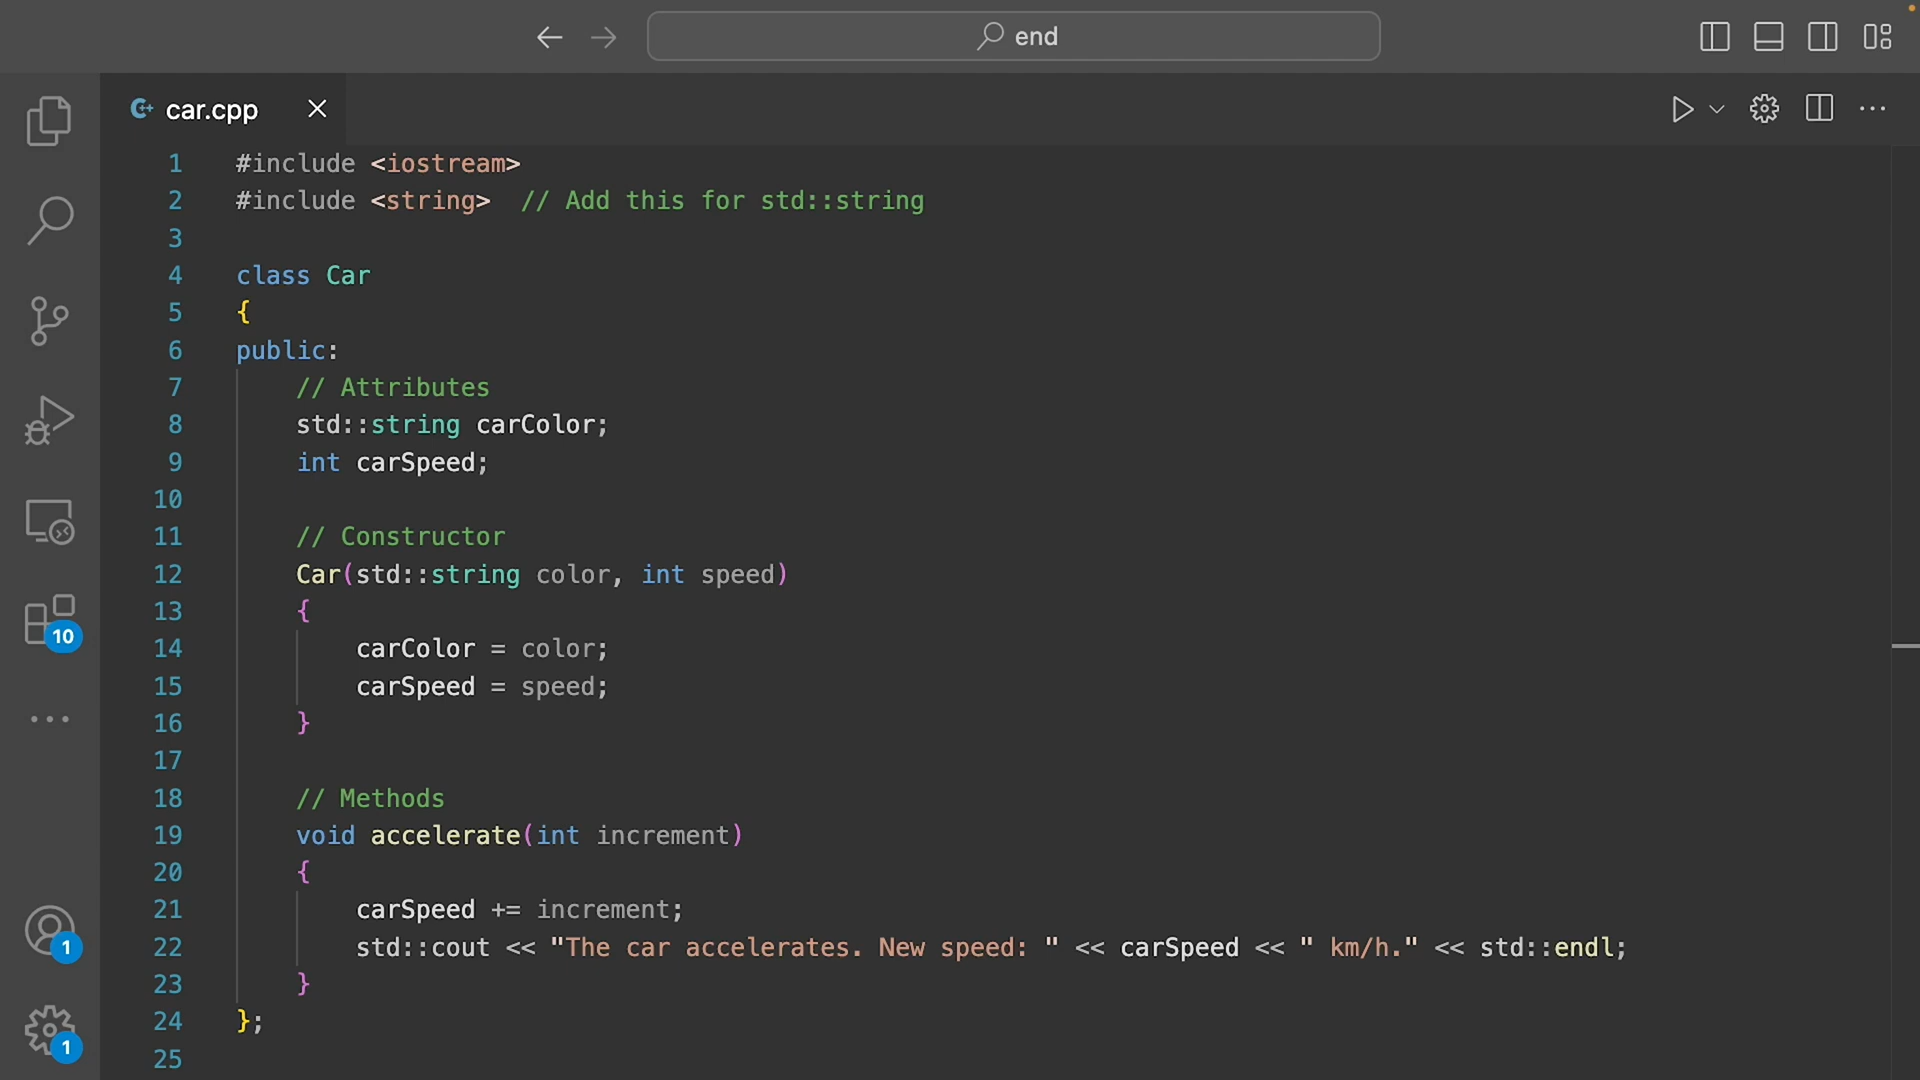 end
car.cpp
1 #include <iostream>
2 #include <string>  // Add this for std::string
3
4 class Car
5 {
6 public:
7     // Attributes
8     std::string carColor;
9     int carSpeed;
10
11     // Constructor
12     Car(std::string color, int speed)
13     {
14         carColor = color;
15         carSpeed = speed;
16     }
17
18     // Methods
19     void accelerate(int increment)
20     {
21         carSpeed += increment;
22         std::cout << "The car accelerates. New speed: " << carSpeed << " km/h." << std::endl;
23     }
24 };
25
10
1
1